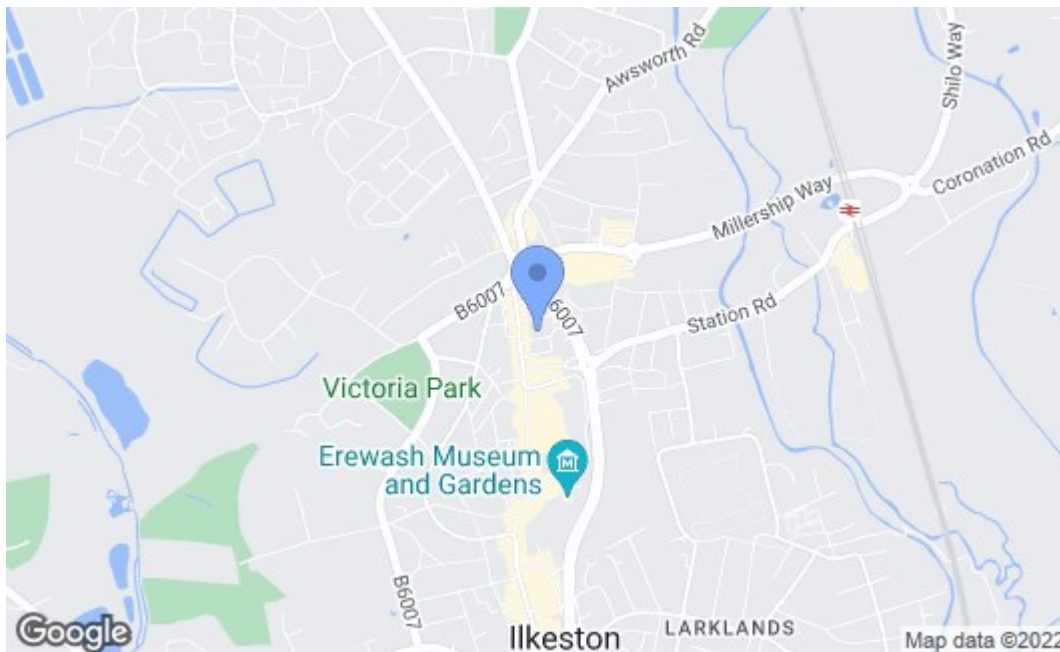 Awsworth Rd
Shilo Way
Coronation Rd
Millership Way
B6007
6007
Station Rd
Victoria Park
Erewash Museum
and Gardens
M
B6007
Ilkeston
LARKLANDS
Google
Map data ©2022